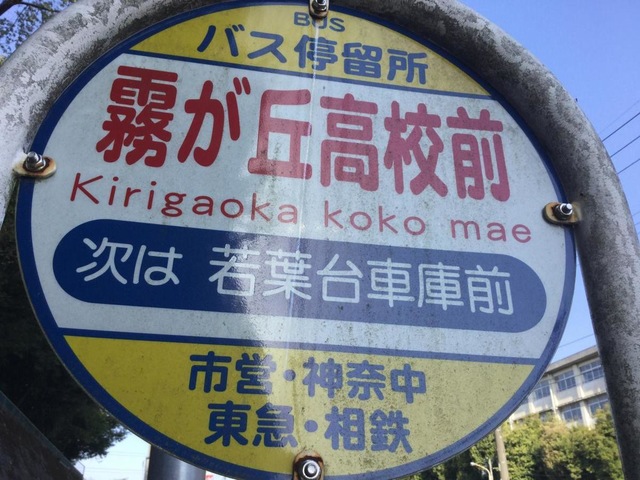 BUS
バス停留所
霧が丘高校前
Kirigaoka koko mae
次は 若葉台車庫前
市営・神奈中
東急・相鉄